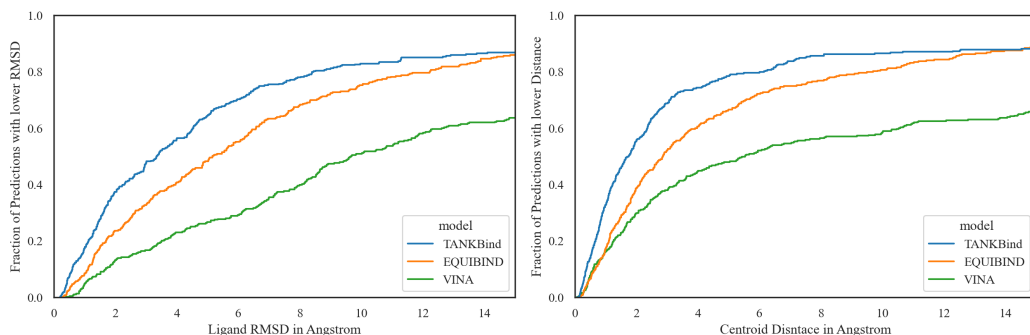 Fraction of Predictions with lower RMSD
1.0
0.8
0.6
0.4
0.2
0.0
0 2 4 6 8 10 12 14
Ligand RMSD in Angstrom
model
TANKBind
EQUIBIND
VINA
Fraction of Predictions with lower Distance
1.0
0.8
0.6
0.4
0.2
0.0
0 2 4 6 8 10 12 14
Centroid Disntace in Angstrom
model
TANKBind
EQUIBIND
VINA